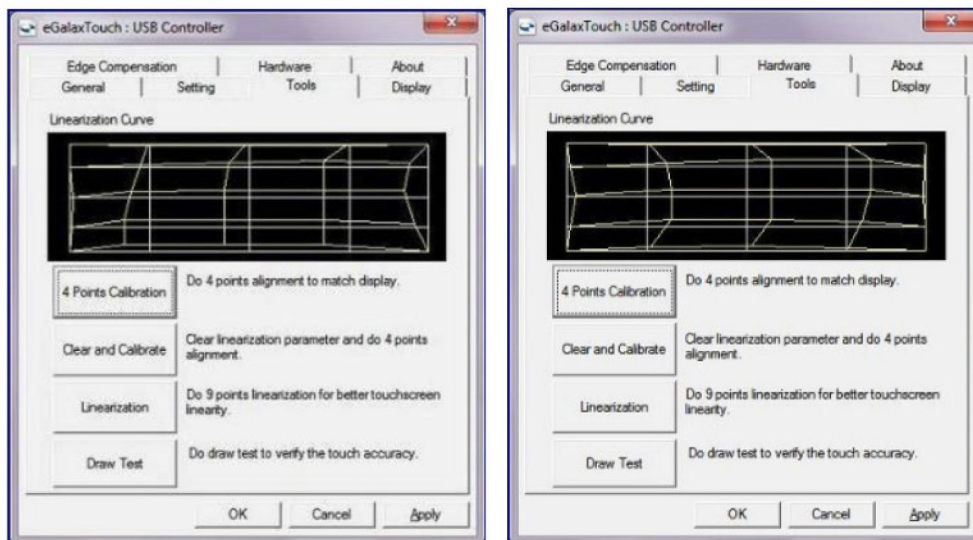 eGalaxTouch : USB Controller
Edge Compensation
Hardware
About
General
Setting
Tools
Display
Linearization Curve
4 Points Calibration
Do 4 points alignment to match display.
Clear and Calibrate
Clear linearization parameter and do 4 points
alignment.
Linearization
Do 9 points linearization for better touchscreen
linearity.
Draw Test
Do draw test to verify the touch accuracy.
OK
Cancel
Apply
eGalaxTouch : USB Controller
Edge Compensation
Hardware
About
General
Setting
Tools
Display
Linearization Curve
4 Points Calibration
Do 4 points alignment to match display.
Clear and Calibrate
Clear linearization parameter and do 4 points
alignment.
Linearization
Do 9 points linearization for better touchscreen
linearity.
Draw Test
Do draw test to verify the touch accuracy.
OK
Cancel
Apply